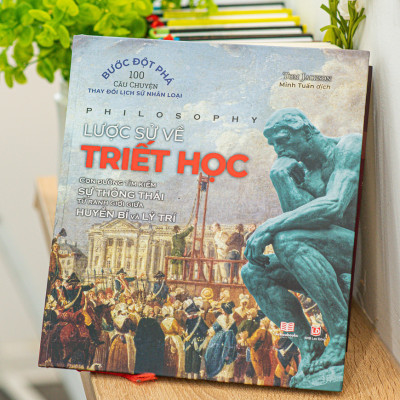 BƯỚC ĐỘT PHÁ
100
CÂU CHUYỆN
THAY ĐỔI LỊCH SỬ NHÂN LOẠI
TOM JACKSON
Minh Tuân dịch
PHILOSOPHY
LƯỢC SỬ VỀ
TRIẾT HỌC
CON ĐƯỜNG TÌM KIẾM
SỰ THÔNG THÁI
TỪ RANH GIỚI GIỮA
HUYỀN BÍ VÀ LÝ TRÍ